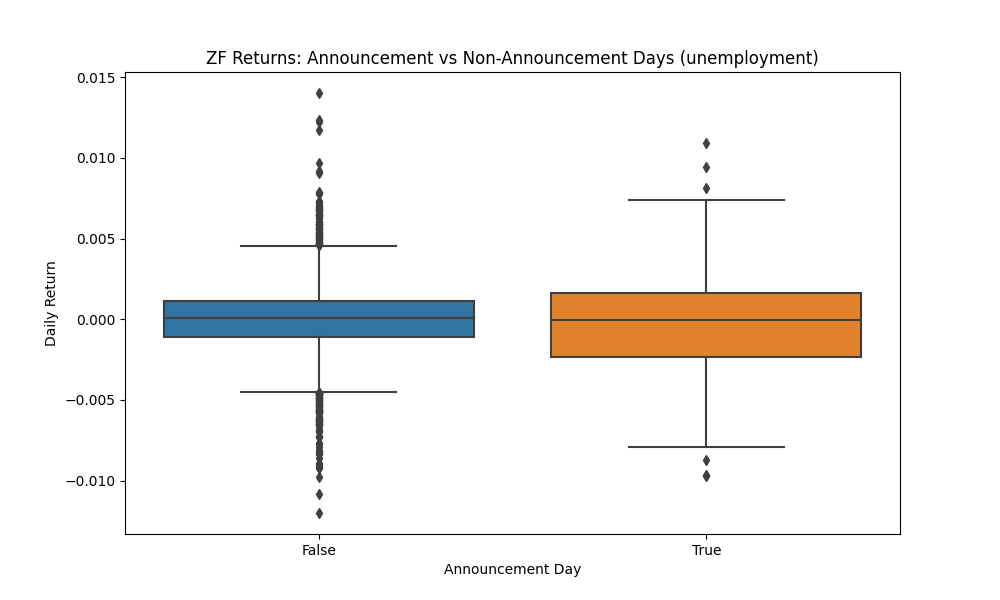 ZF Returns: Announcement vs Non-Announcement Days (unemployment)
0.015
0.010
0.005
0.000
−0.005
−0.010
Daily Return
False
True
Announcement Day